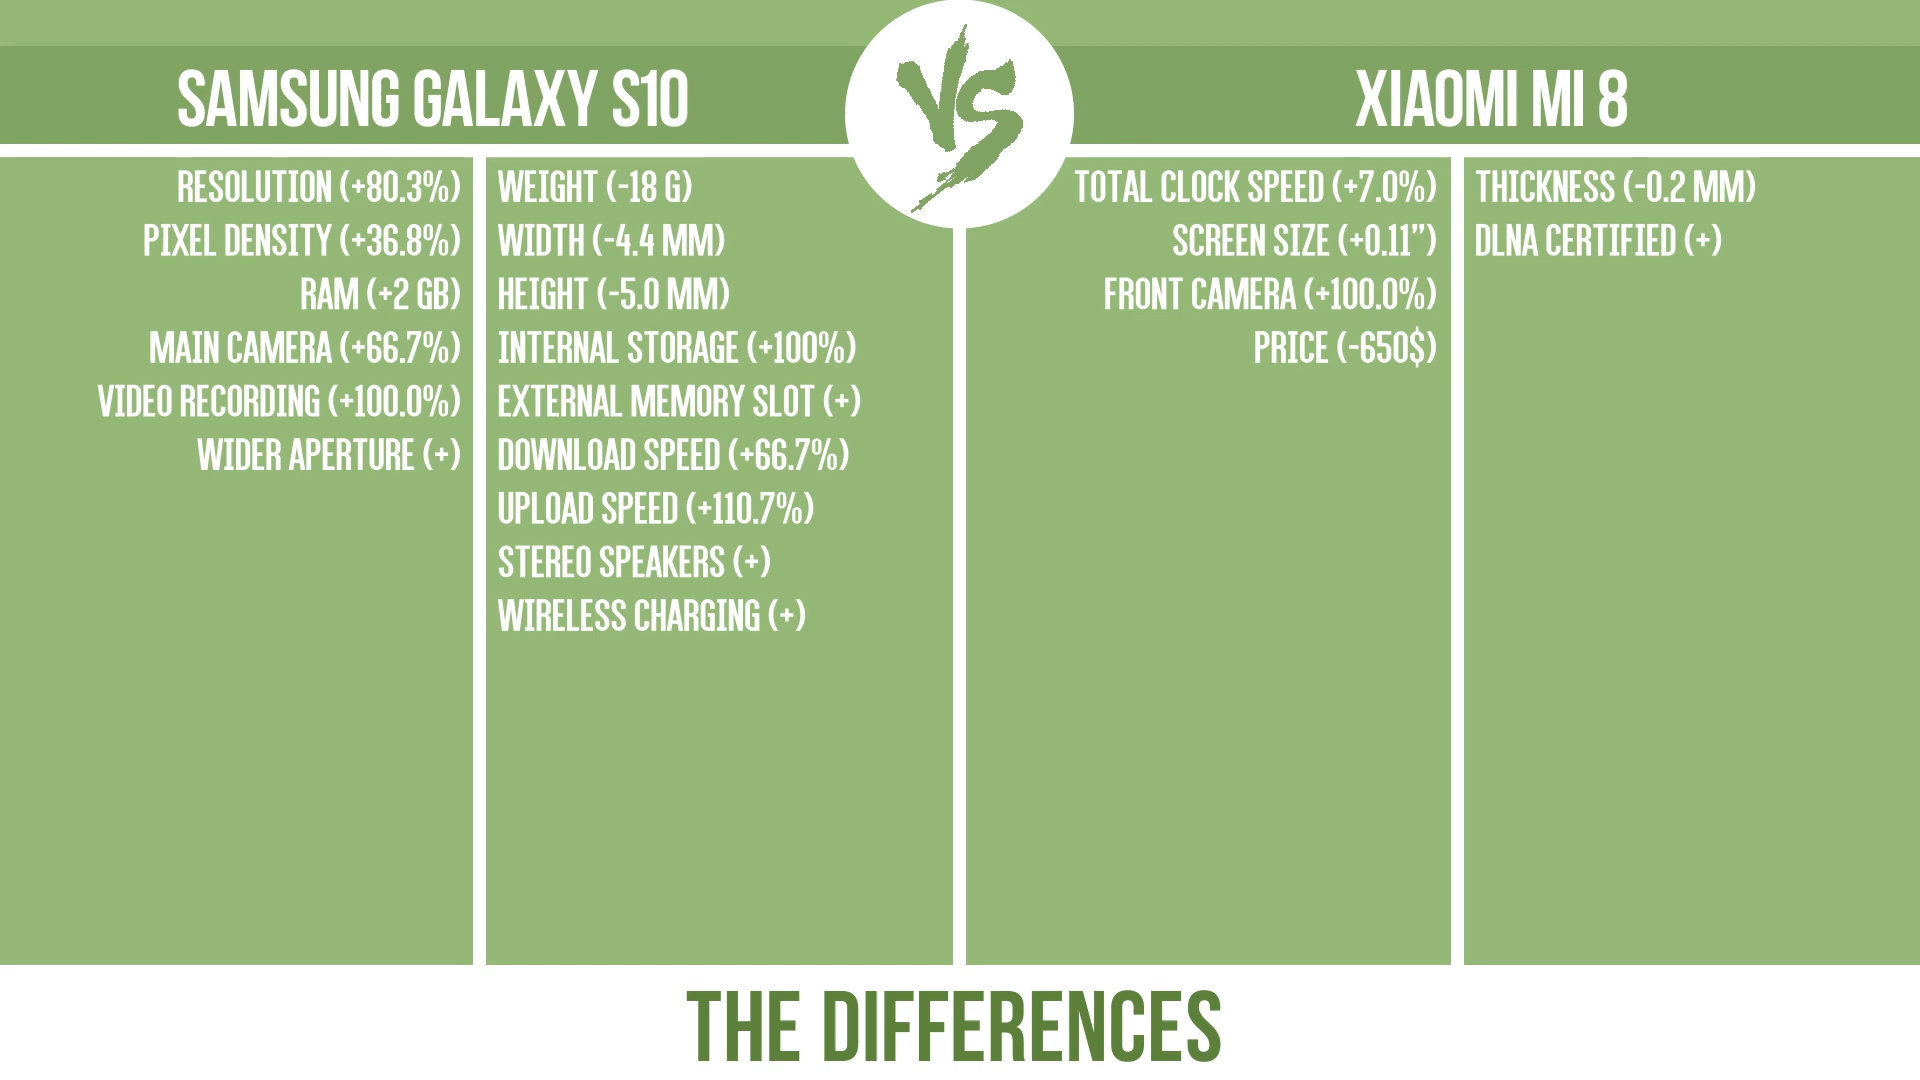 SAMSUNG GALAXY S10
VS
XIAOMI MI 8
RESOLUTION (+80.3%)
PIXEL DENSITY (+36.8%)
RAM (+2 GB)
MAIN CAMERA (+66.7%)
VIDEO RECORDING (+100.0%)
WIDER APERTURE (+)
WEIGHT (-18 G)
WIDTH (-4.4 MM)
HEIGHT (-5.0 MM)
INTERNAL STORAGE (+100%)
EXTERNAL MEMORY SLOT (+)
DOWNLOAD SPEED (+66.7%)
UPLOAD SPEED (+110.7%)
STEREO SPEAKERS (+)
WIRELESS CHARGING (+)
TOTAL CLOCK SPEED (+7.0%)
SCREEN SIZE (+0.11”)
FRONT CAMERA (+100.0%)
PRICE (-650$)
THICKNESS (-0.2 MM)
DLNA CERTIFIED (+)
THE DIFFERENCES